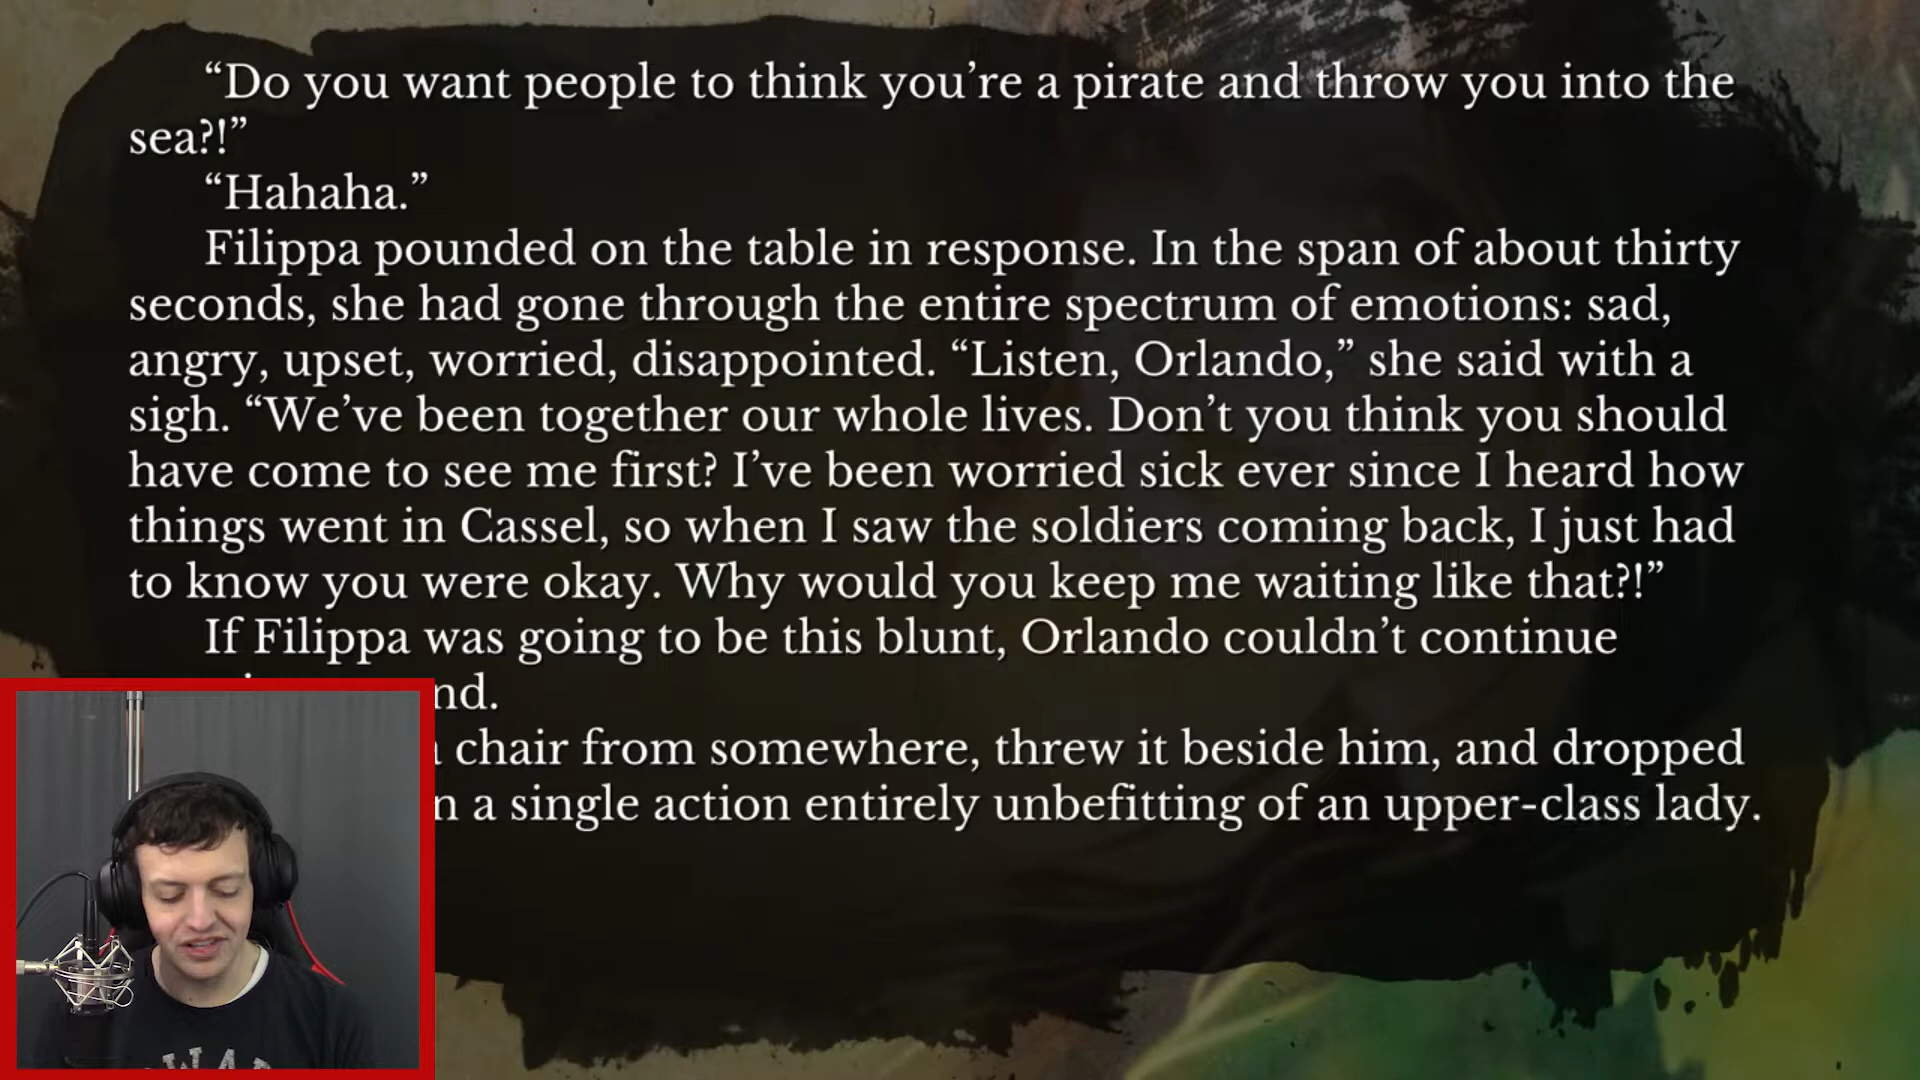 “Do you want people to think you’re a pirate and throw you into the
sea?!”
“Hahaha.”
Filippa pounded on the table in response. In the span of about thirty
seconds, she had gone through the entire spectrum of emotions: sad,
angry, upset, worried, disappointed. “Listen, Orlando,” she said with a
sigh. “We’ve been together our whole lives. Don’t you think you should
have come to see me first? I’ve been worried sick ever since I heard how
things went in Cassel, so when I saw the soldiers coming back, I just had
to know you were okay. Why would you keep me waiting like that?!”
If Filippa was going to be this blunt, Orlando couldn’t continue
chair from somewhere, threw it beside him, and dropped
a single action entirely unbefitting of an upper-class lady.